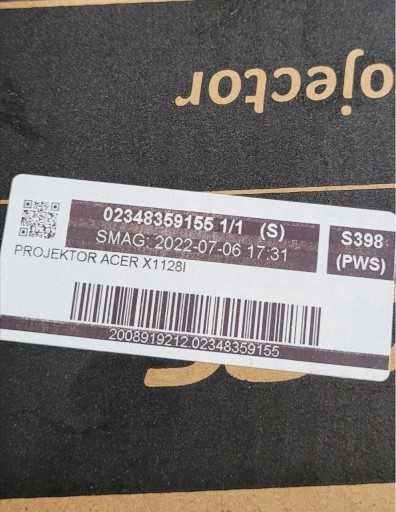 ojector
02348359155 1/1 (S)
SMAG: 2022-07-06 17:31
S398
(PWS)
PROJEKTOR ACER X1128I
2008919212.02348359155